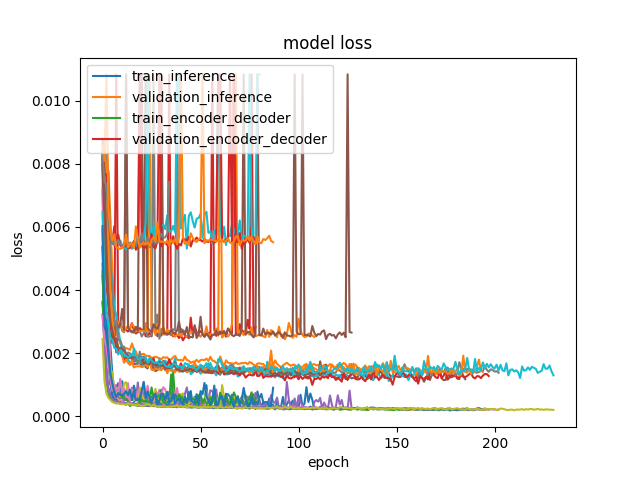 model loss
train_inference
validation_inference
train_encoder_decoder
validation_encoder_decoder
loss
0.010
0.008
0.006
0.004
0.002
0.000
0 50 100 150 200
epoch